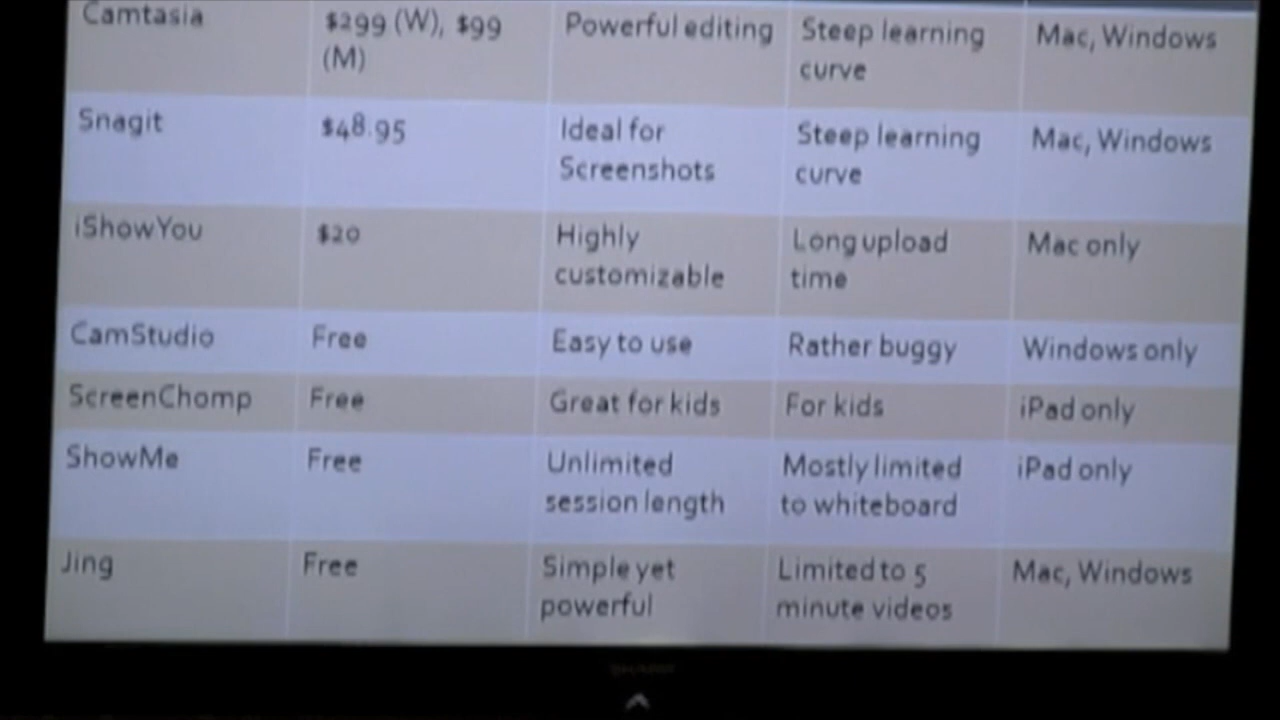 Camtasia
$299 (W), $99
(M)
Powerful editing
Steep learning
curve
Mac, Windows
Snagit
$48.95
Ideal for
Screenshots
Steep learning
curve
Mac, Windows
iShowYou
$20
Highly
customizable
Long upload
time
Mac only
CamStudio
Free
Easy to use
Rather buggy
Windows only
ScreenChomp
Free
Great for kids
For kids
iPad only
ShowMe
Free
Unlimited
session length
Mostly limited
to whiteboard
iPad only
Jing
Free
Simple yet
powerful
Limited to 5
minute videos
Mac, Windows